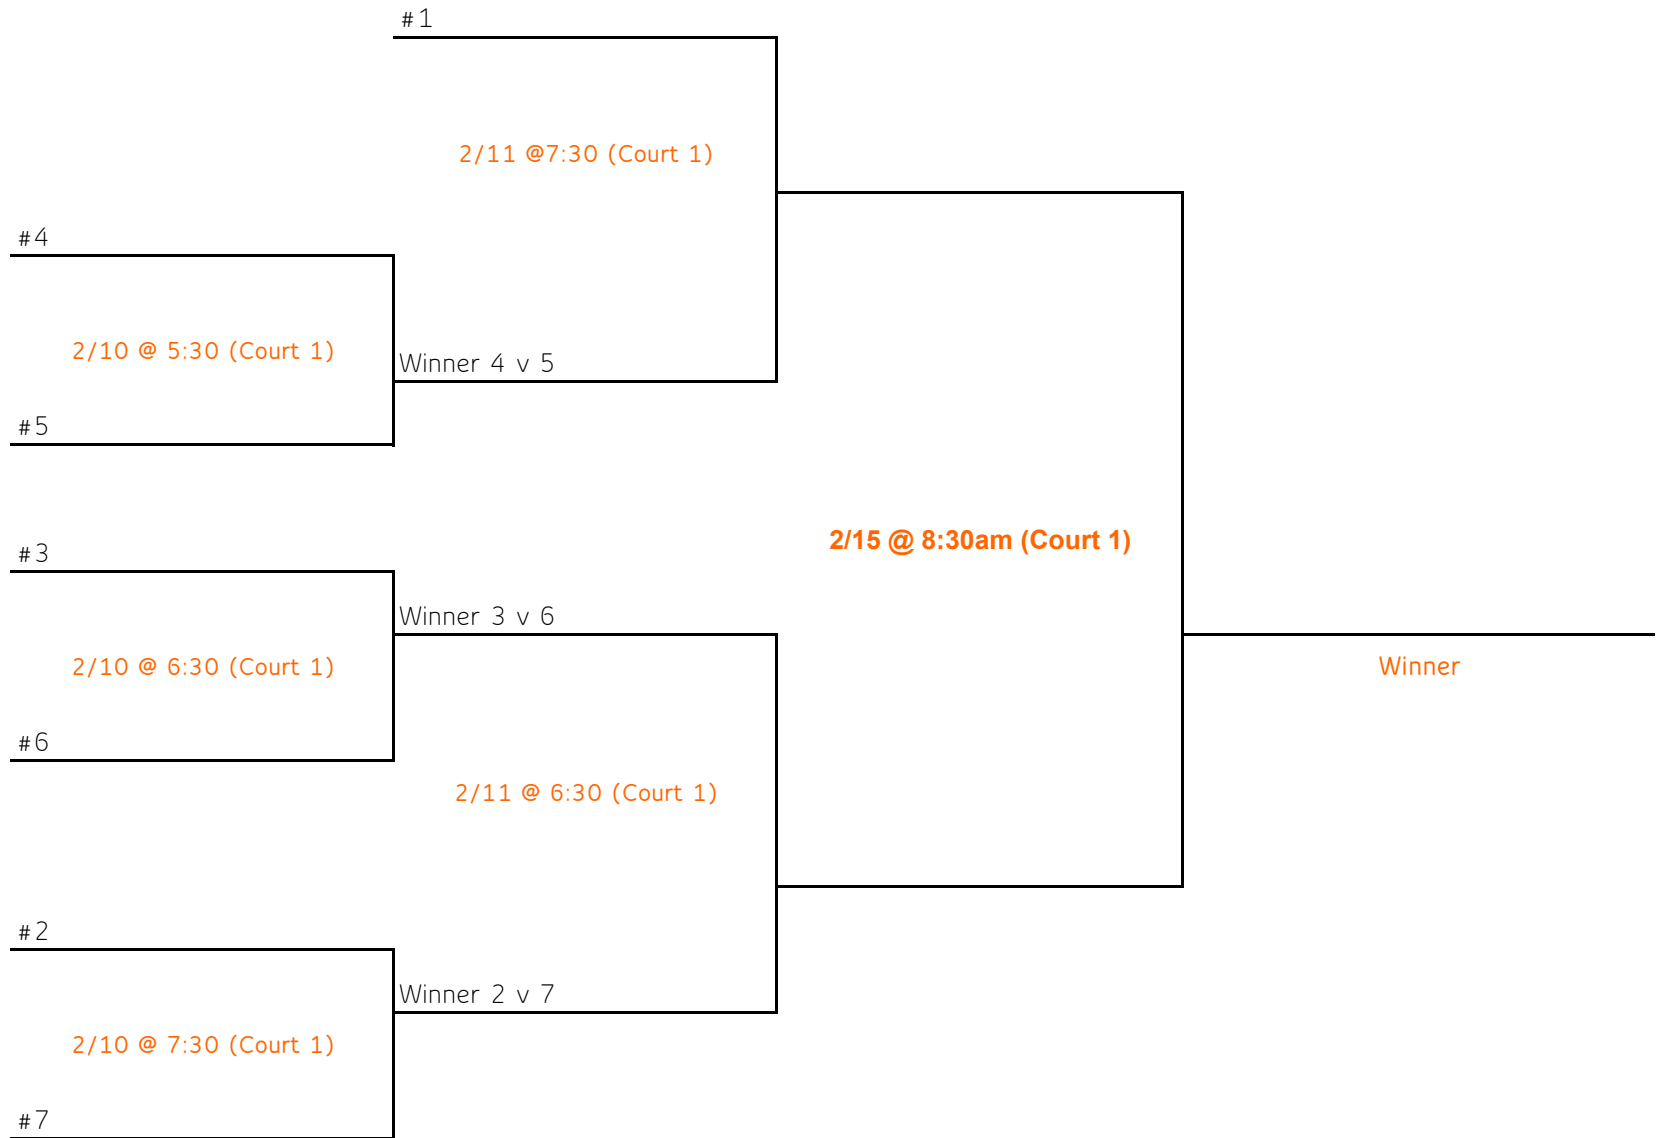 #1
2/11 @7:30 (Court 1)
#4
2/10 @ 5:30 (Court 1)
Winner 4 v 5
#5
2/15 @ 8:30am (Court 1)
#3
Winner 3 v 6
2/10 @ 6:30 (Court 1)
Winner
#6
2/11 @ 6:30 (Court 1)
#2
Winner 2 v 7
2/10 @ 7:30 (Court 1)
#7